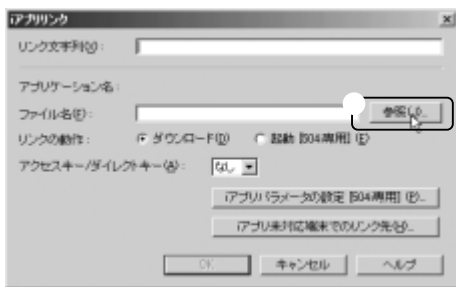 iアプリリンク
リンク文字列(X):
アプリケーション名:
ファイル名(F):
参照(J)...
リンクの動作: ダウンロード(D) 起動 [504i専用] (E)
アクセスキー/ダイレクトキー(A): なし
iアプリパラメータの設定 [504i専用] (P)...
iアプリ未対応端末でのリンク先(H)...
OK キャンセル ヘルプ